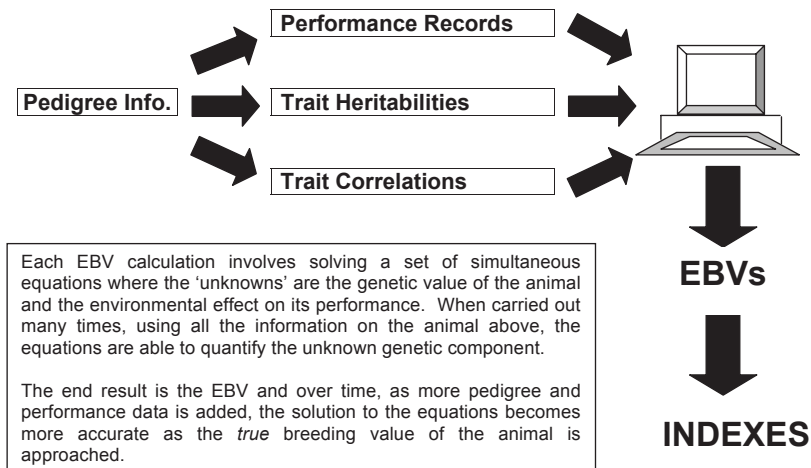 Performance Records
Pedigree Info.
Trait Heritabilities
Trait Correlations
EBVs
INDEXES
Each EBV calculation involves solving a set of simultaneous
equations where the ‘unknowns’ are the genetic value of the animal
and the environmental effect on its performance. When carried out
many times, using all the information on the animal above, the
equations are able to quantify the unknown genetic component.
The end result is the EBV and over time, as more pedigree and
performance data is added, the solution to the equations becomes
more accurate as the true breeding value of the animal is
approached.